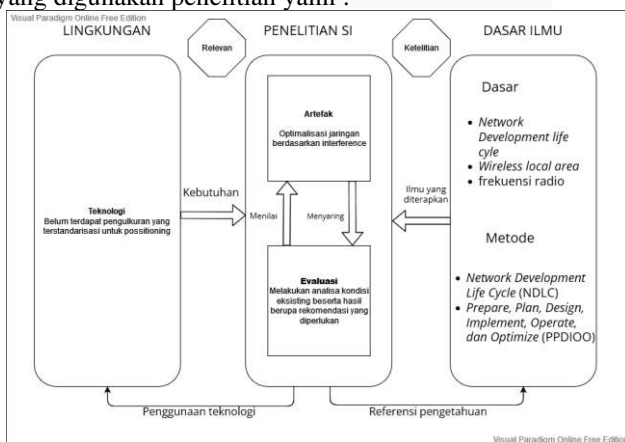 yang digunakan penelitian yaill :
Visual Paradigm Online Free Edition
LINGKUNGAN
Relevan
PENELITIAN SI
Ketelitian
DASAR ILMU
Teknologi
Belum terdapat pengulkuran yang
terstandarisasi untuk possitioning
Kebutuhan
Artefak
Optimalisasi jaringan
berdasarkan interference
Menilai
Menyaring
Evaluasi
Melakukan analisa kondisi
eksisting beserta hasil
berupa rekomendasi yang
diperlukan
Ilmu yang
diterapkan
Dasar
• Network
Development life
cyle
• Wireless local area
• frekuensi radio
Metode
• Network Development
Life Cycle (NDLC)
• Prepare, Plan, Design,
Implement, Operate,
dan Optimize (PPDIOO)
Penggunaan teknologi
Referensi pengetahuan
Visual Paradigm Online Free Edition